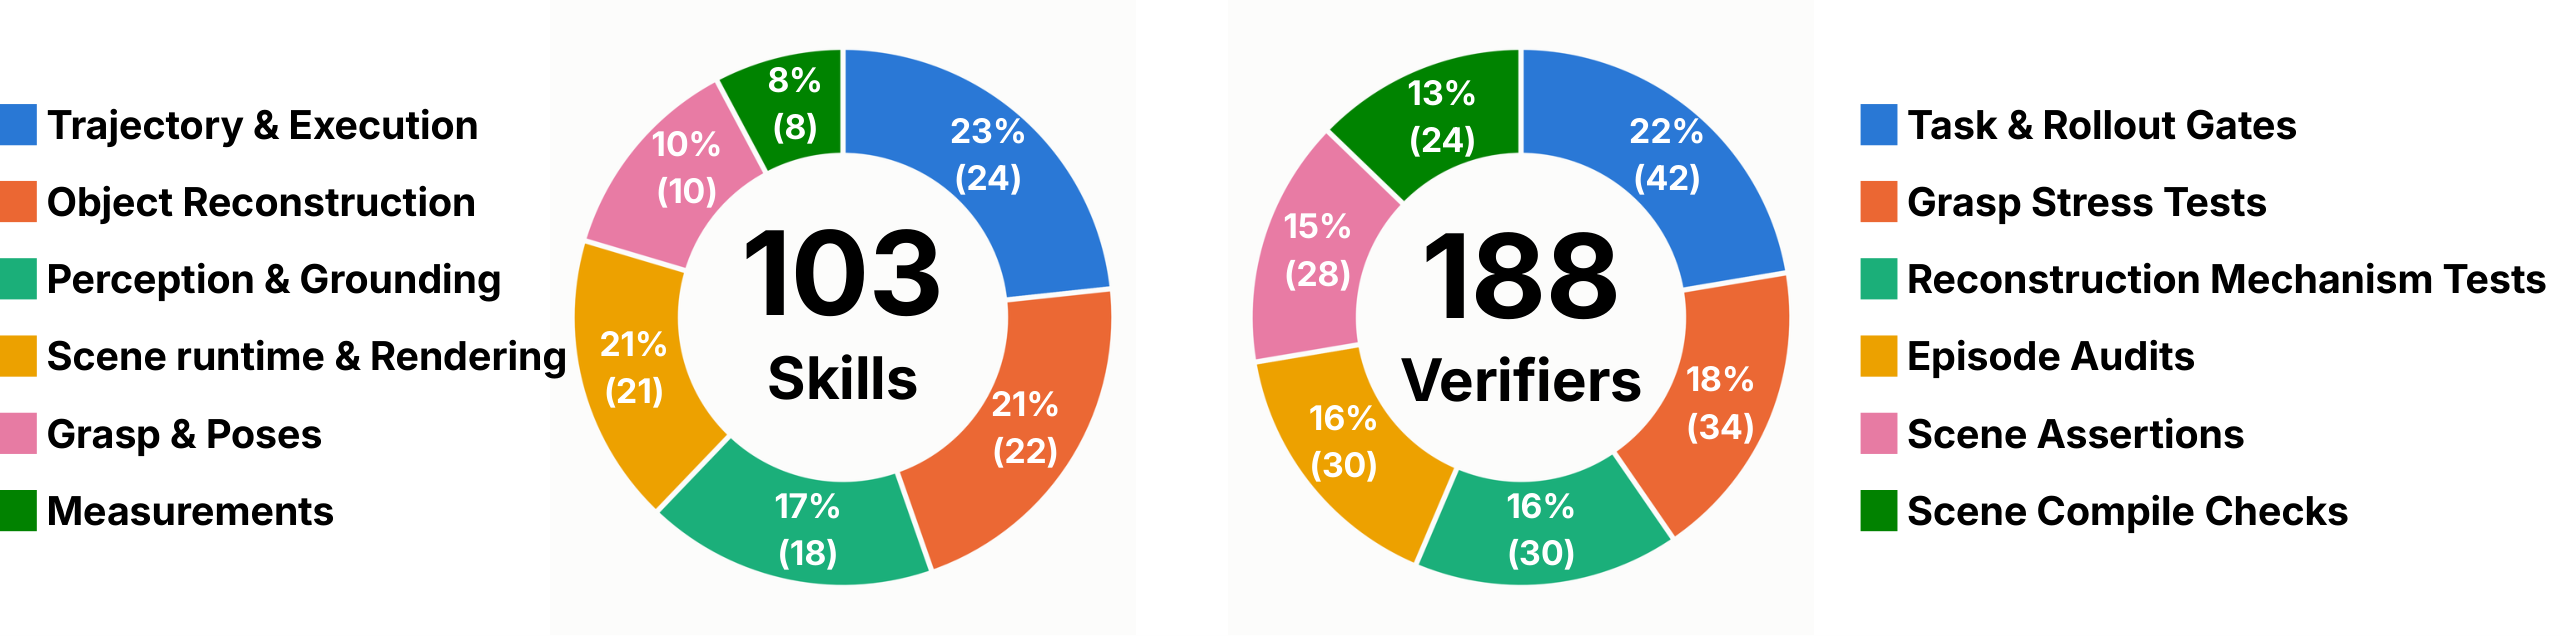 Trajectory & Execution
Object Reconstruction
Perception & Grounding
Scene runtime & Rendering
Grasp & Poses
Measurements
8%
(8)
23%
(24)
10%
(10)
103
Skills
21%
(21)
21%
(22)
17%
(18)
13%
(24)
22%
(42)
15%
(28)
188
Verifiers
18%
(34)
16%
(30)
16%
(30)
Task & Rollout Gates
Grasp Stress Tests
Reconstruction Mechanism Tests
Episode Audits
Scene Assertions
Scene Compile Checks